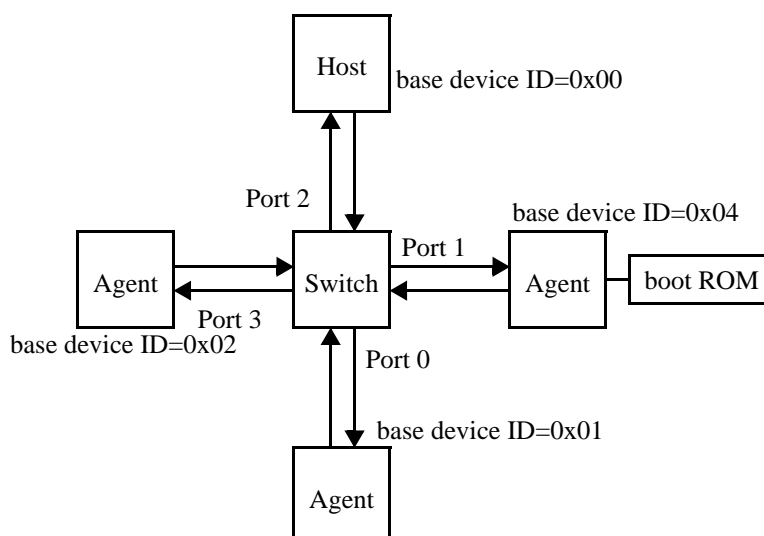 Host
base device ID=0x00
Port 2
base device ID=0x04
Port 1
Agent
Switch
Agent
boot ROM
Port 3
base device ID=0x02
Port 0
base device ID=0x01
Agent